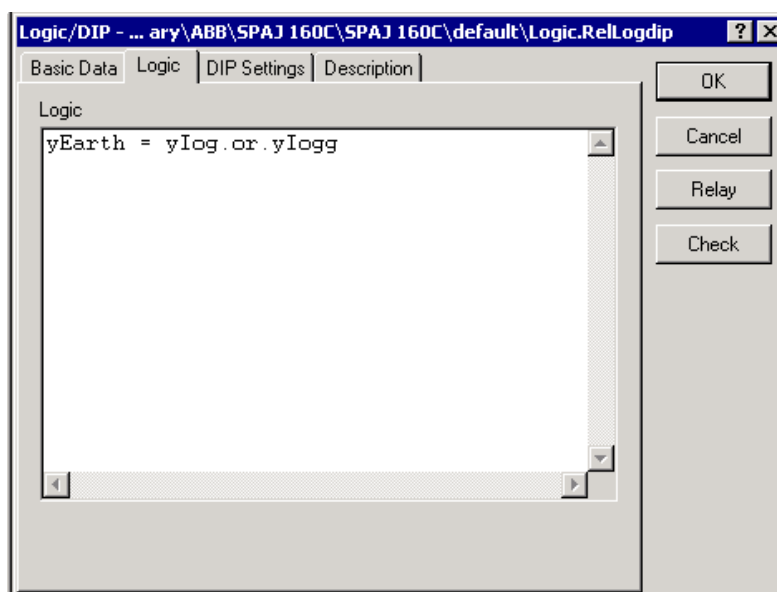 Logic/DIP - ... ary\ABB\SPAJ 160C\SPAJ 160C\default\Logic.RelLogdip
Basic Data Logic DIP Settings Description
OK
Logic
yEarth = yIog.or.yIogg
Cancel
Relay
Check